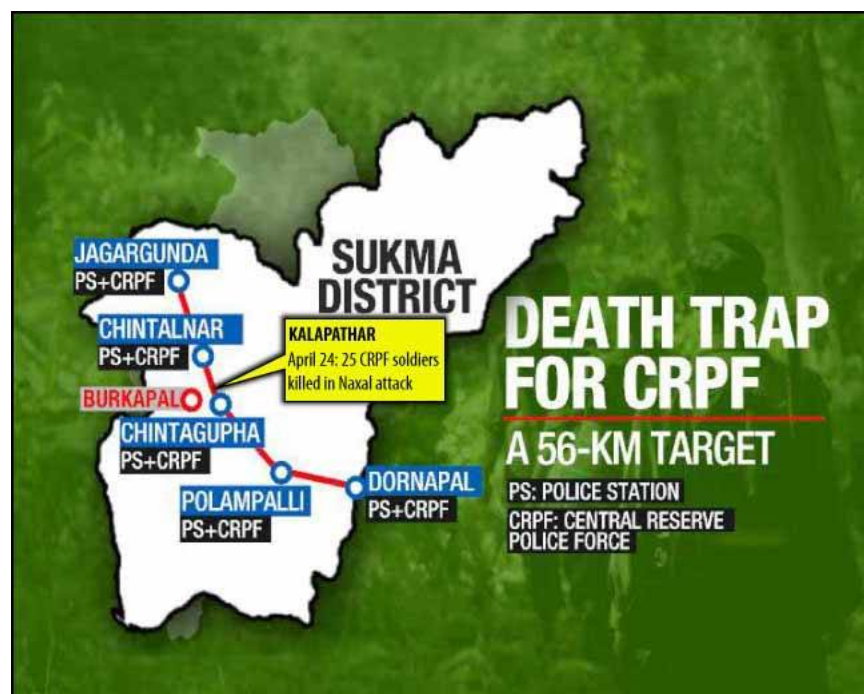 JAGARGUNDA
PS+CRPF
SUKMA
DISTRICT
CHINTALNAR
PS+CRPF
KALAPATHAR
April 24: 25 CRPF soldiers
killed in Naxal attack
BURKAPAL
CHINTAGUPHA
PS+CRPF
POLAMPALLI
PS+CRPF
DORNAPAL
PS+CRPF
DEATH TRAP
FOR CRPF
A 56-KM TARGET
PS: POLICE STATION
CRPF: CENTRAL RESERVE
POLICE FORCE